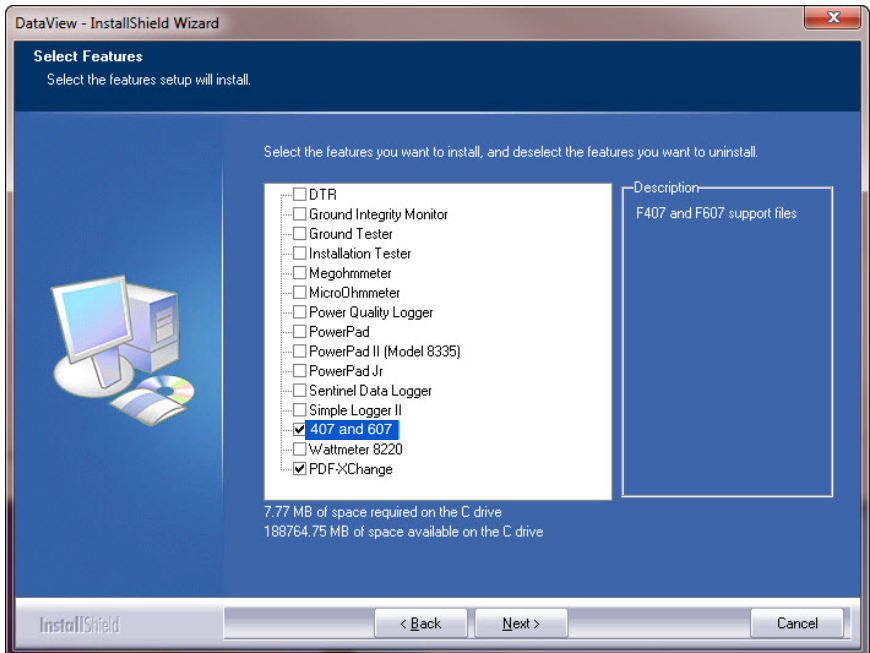 DataView - InstallShield Wizard
Select Features
Select the features setup will install.
Select the features you want to install, and deselect the features you want to uninstall.
DTR
Ground Integrity Monitor
Ground Tester
Installation Tester
Megohmmeter
MicroOhmmeter
Power Quality Logger
PowerPad
PowerPad II (Model 8335)
PowerPad Jr
Sentinel Data Logger
Simple Logger II
407 and 607
Wattmeter 8220
PDF-XChange
Description
F407 and F607 support files
7.77 MB of space required on the C drive
188764.75 MB of space available on the C drive
InstallShield
< Back
Next >
Cancel